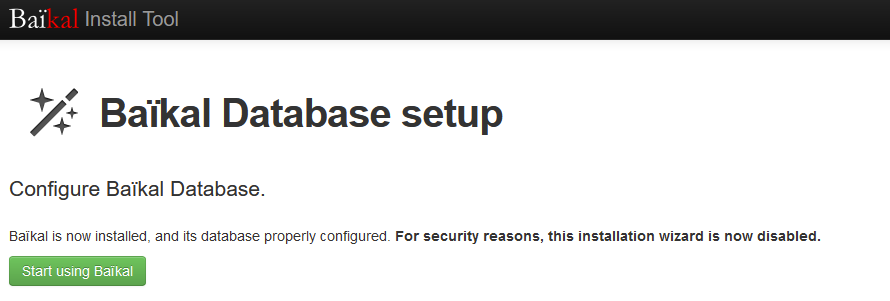 Baïkal Install Tool
Baïkal Database setup
Configure Baïkal Database.
Baïkal is now installed, and its database properly configured. For security reasons, this installation wizard is now disabled.
Start using Baïkal